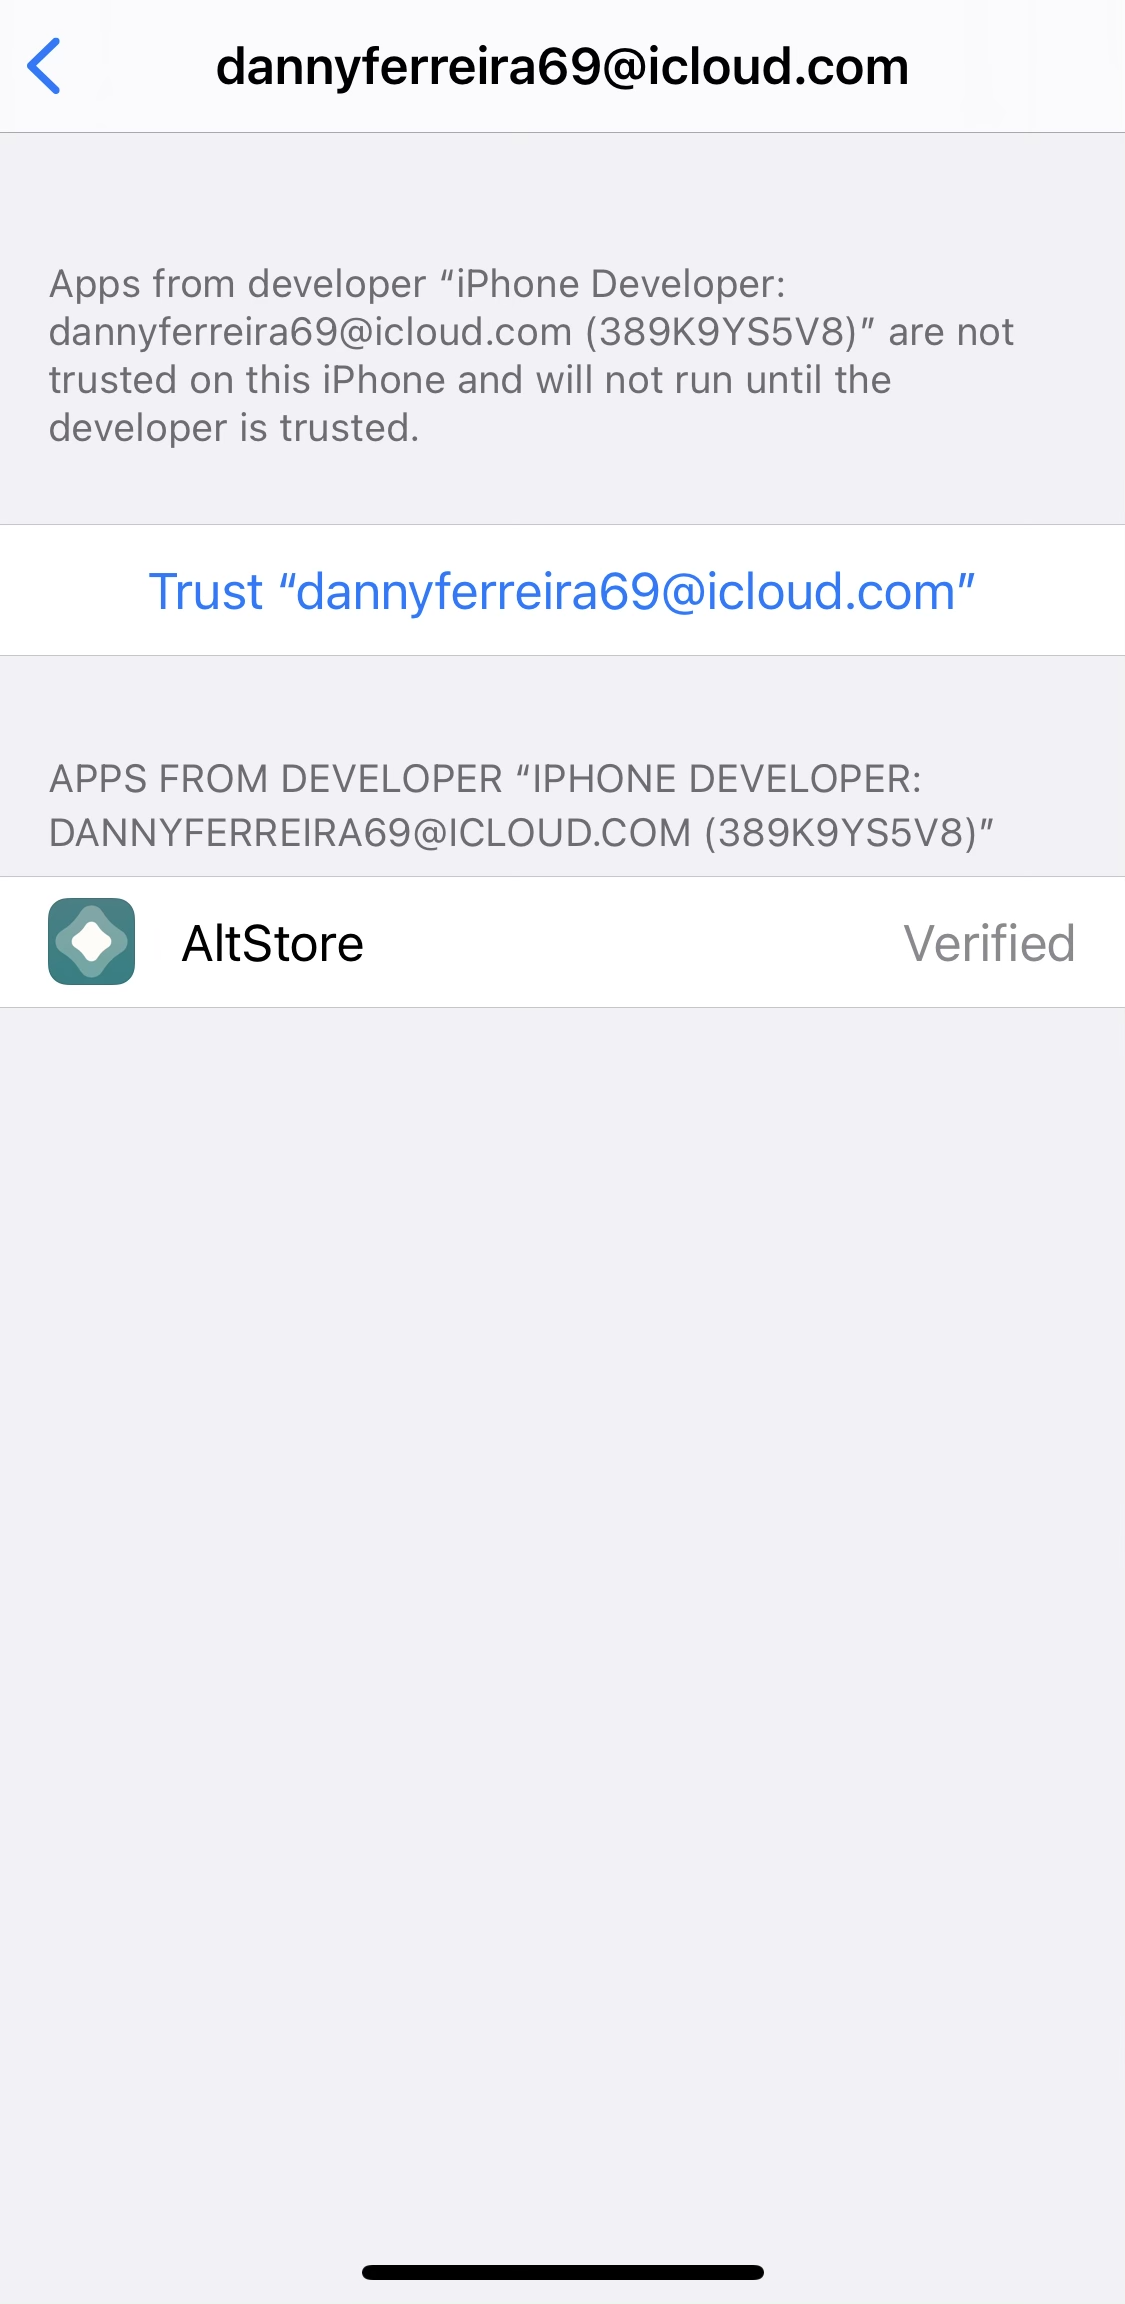 dannyferreira69@icloud.com
Apps from developer “iPhone Developer:
dannyferreira69@icloud.com (389K9YS5V8)” are not
trusted on this iPhone and will not run until the
developer is trusted.
Trust “dannyferreira69@icloud.com”
APPS FROM DEVELOPER “IPHONE DEVELOPER:
DANNYFERREIRA69@ICLOUD.COM (389K9YS5V8)”
AltStore Verified